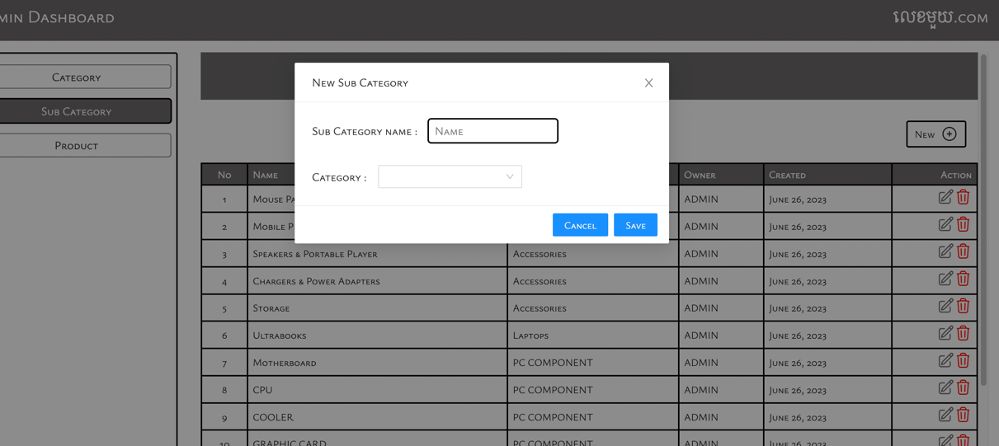 min Dashboard
លេខមួយ.com
Category
Sub Category
Product
New Sub Category
Sub Category name :
Name
Category :
Cancel
Save
New
No Name Owner Created Action
1 Mouse Pa ADMIN June 26, 2023
2 Mobile P ADMIN June 26, 2023
3 Speakers & Portable Player Accessories ADMIN June 26, 2023
4 Chargers & Power Adapters Accessories ADMIN June 26, 2023
5 Storage Accessories ADMIN June 26, 2023
6 Ultrabooks Laptops ADMIN June 26, 2023
7 Motherboard PC COMPONENT ADMIN June 26, 2023
8 CPU PC COMPONENT ADMIN June 26, 2023
9 COOLER PC COMPONENT ADMIN June 26, 2023
10 GRAPHIC CARD PC COMPONENT ADMIN June 26, 2023